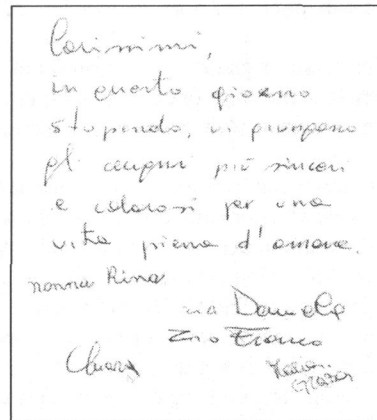 Carissimi,
in questo giorno
stupendo, vi giungano
gli auguri più sinceri
e calorosi per una
vita piena d'amore.
nonna Rina
zia Daniela
Zio Franco
Chiara